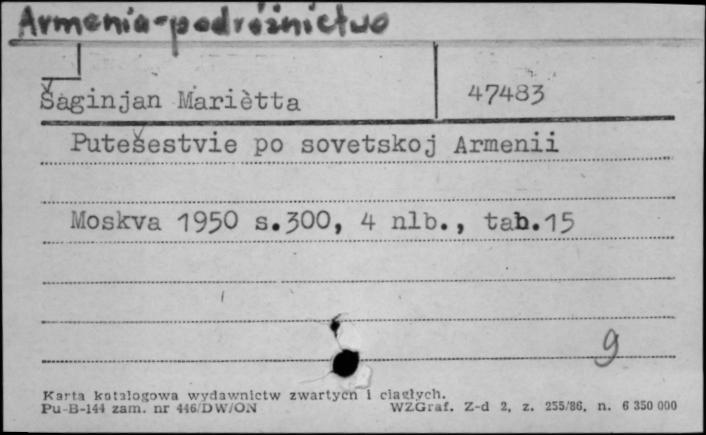 Armenia-podróżnictwo
Šaginjan Mariètta 47483
Putešestvie po sovetskoj Armenii
Moskva 1950 s.300, 4 nlb., tab.15
9
Karta katalogowa wydawnictw zwartych i ciągłych.
Pu-B-144 zam. nr 446/DW/ON WZGraf. Z-d 2, z. 255/86, n. 6 350 000